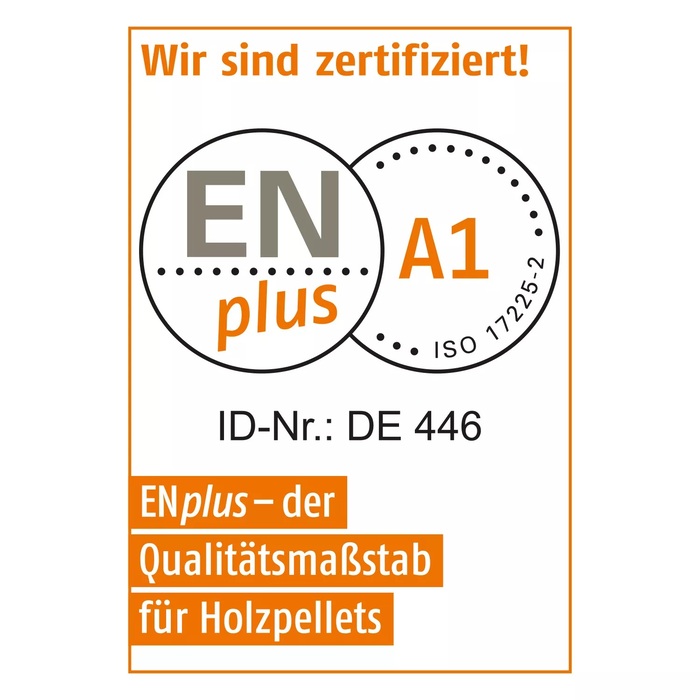 Wir sind zertifiziert!
EN
plus
A1
ISO 17225-2
ID-Nr.: DE 446
ENplus – der
Qualitätsmaßstab
für Holzpellets